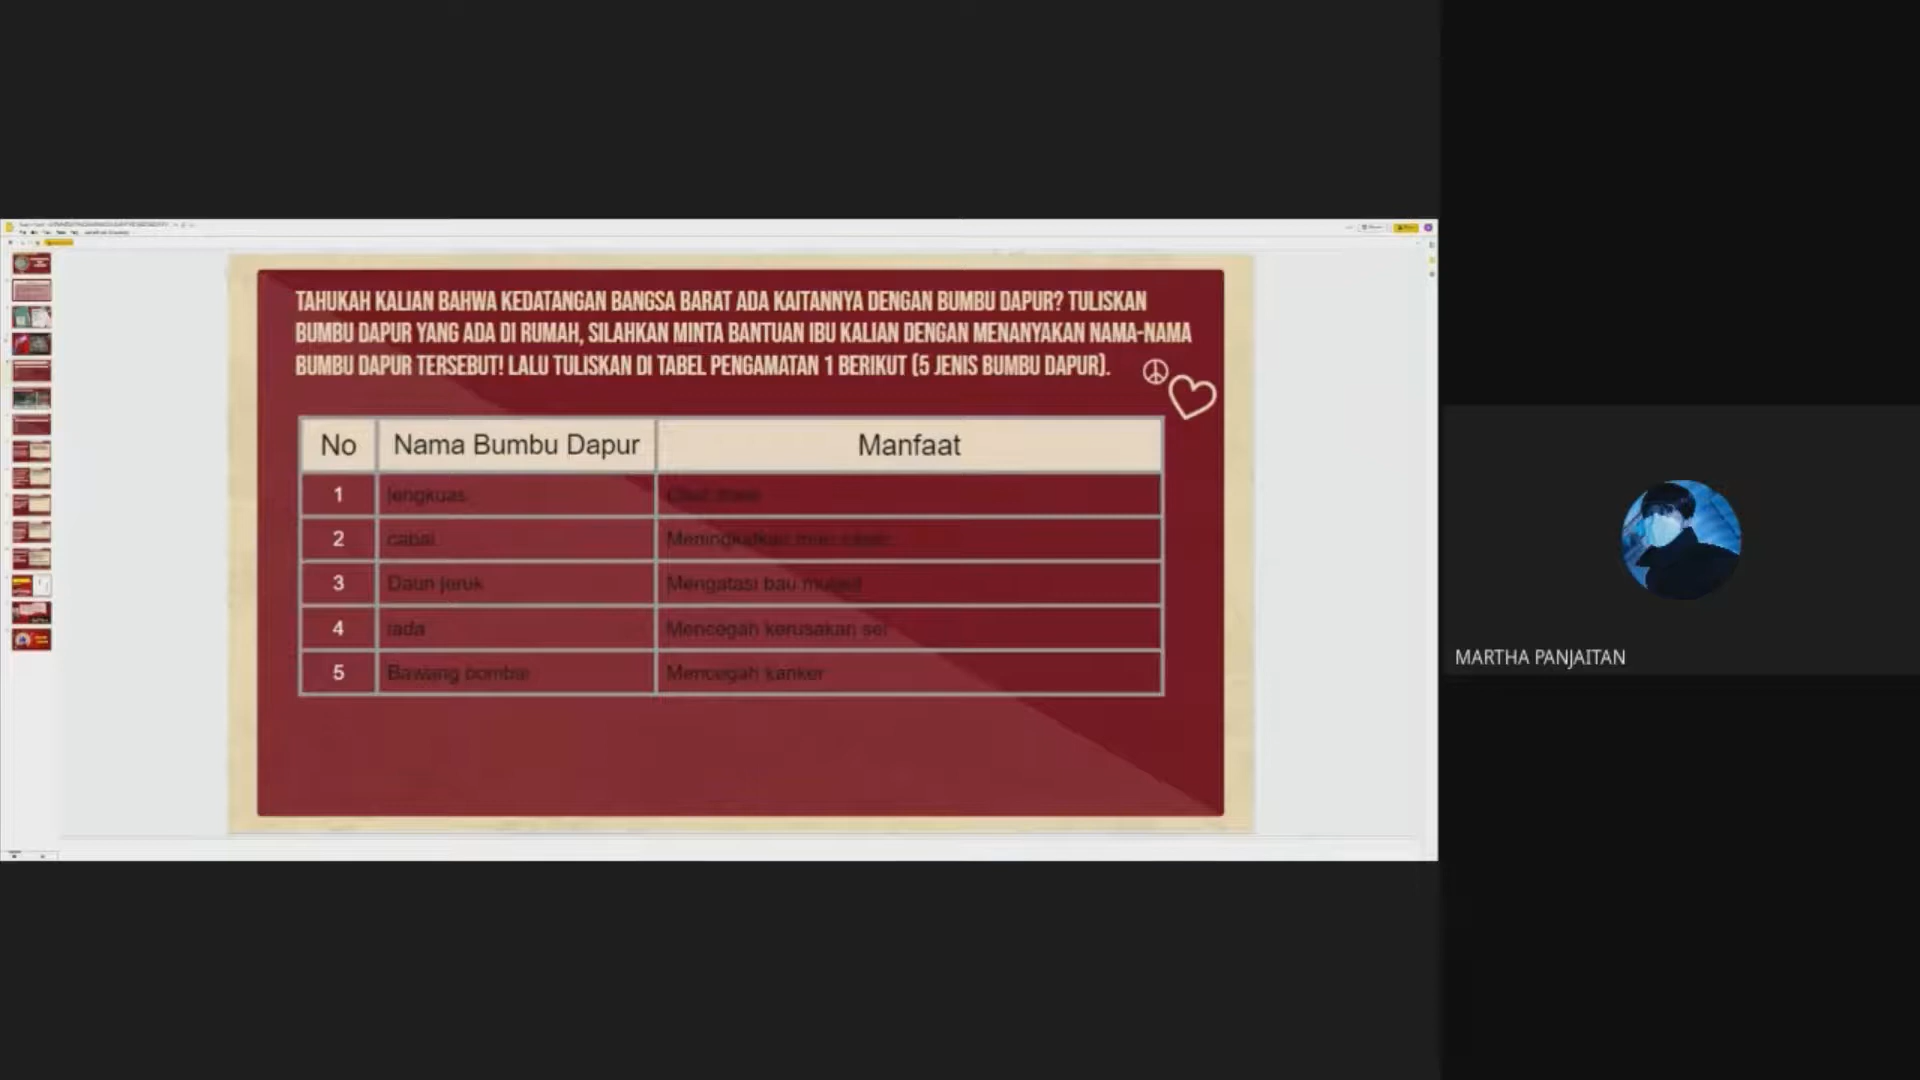 TAHUKAH KALIAN BAHWA KEDATANGAN BANGSA BARAT ADA KAITANNYA DENGAN BUMBU DAPUR? TULISKAN
BUMBU DAPUR YANG ADA DI RUMAH, SILAHKAN MINTA BANTUAN IBU KALIAN DENGAN MENANYAKAN NAMA-NAMA
BUMBU DAPUR TERSEBUT! LALU TULISKAN DI TABEL PENGAMATAN 1 BERIKUT (5 JENIS BUMBU DAPUR).
No Nama Bumbu Dapur Manfaat
1 lengkuas
2 cabai Meningkatkan
3 Daun jeruk Mengatasi bau mulut
4 lada Mencegah kerusakan sel
5 Bawang bombai Mencegah kanker
MARTHA PANJAITAN